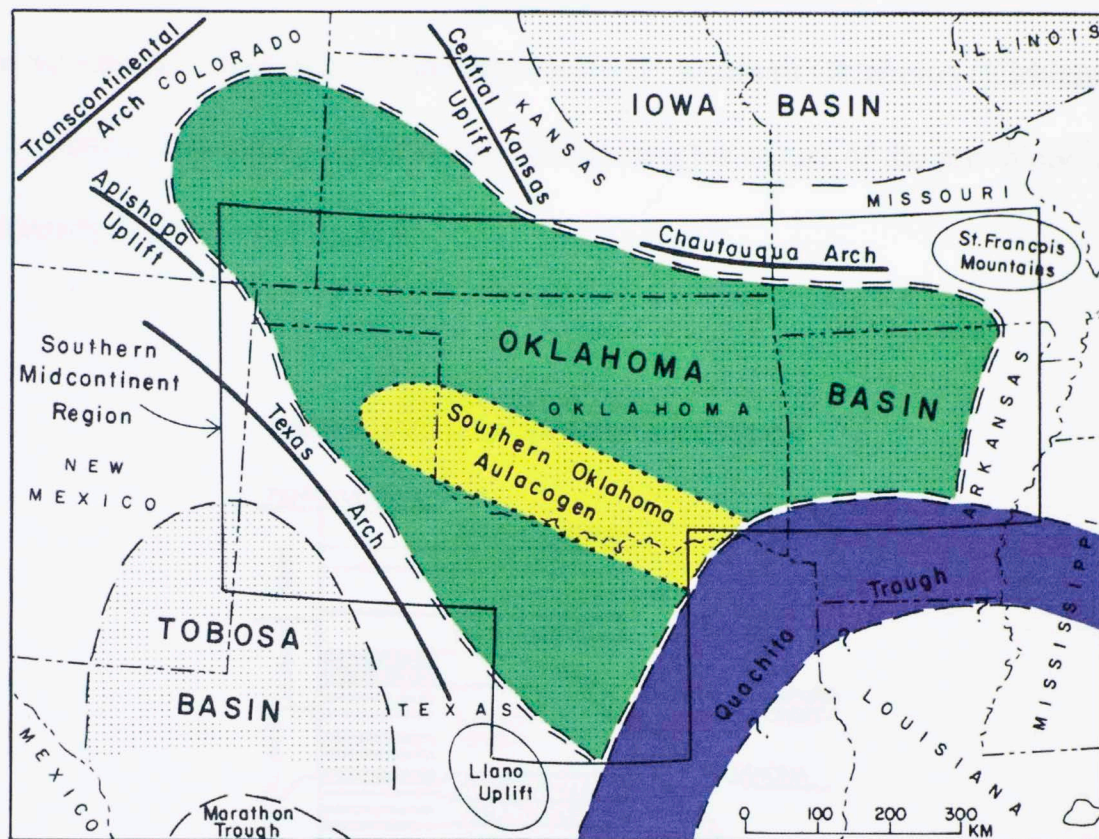 Transcontinental
Arch
COLORADO
Central
Kansas
Uplift
KANSAS
IOWA BASIN
ILLINOIS
MISSOURI
Apishapa
Uplift
Chautauqua Arch
St. Francois
Mountains
Southern
Midcontinent
Region
OKLAHOMA
BASIN
OKLAHOMA
ARKANSAS
Texas
Arch
Southern Oklahoma
Aulacogen
NEW
MEXICO
TOBOSA
BASIN
Quachita
Trough
MISSISSIPPI
TEXAS
LOUISIANA
MEXICO
Llano
Uplift
Marathon
Trough
0 100 200 300
KM